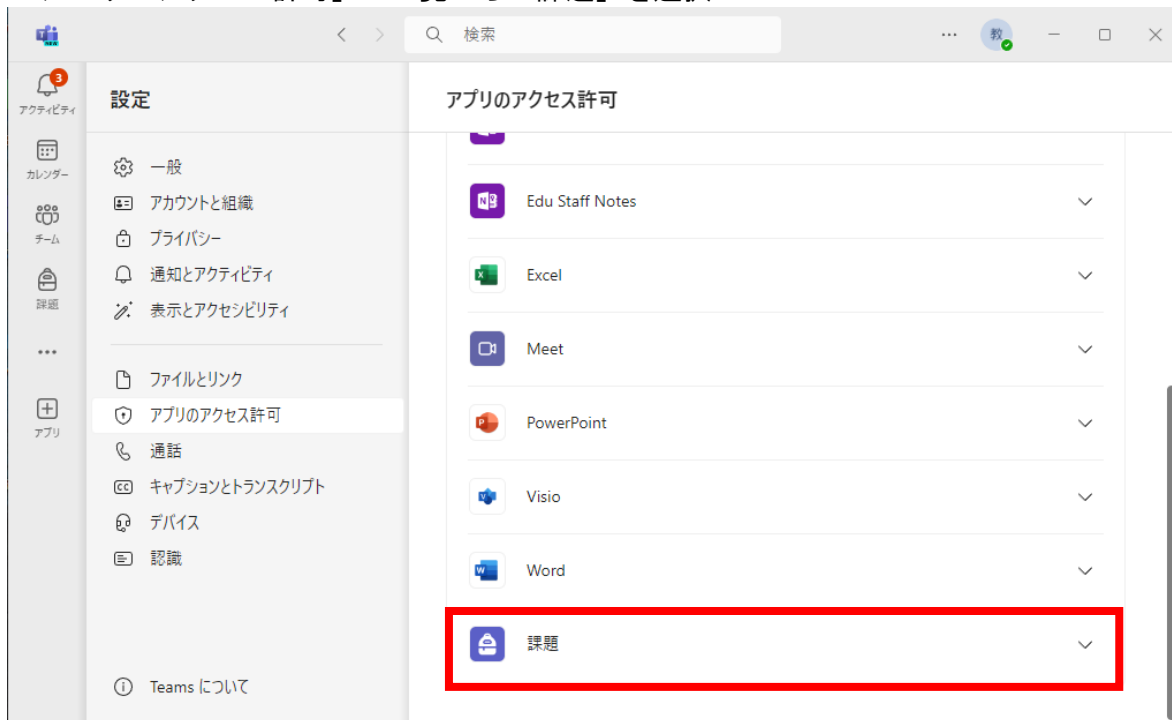 検索
教
3
アクティビティ
カレンダー
チーム
課題
アプリ
設定
一般
アカウントと組織
プライバシー
通知とアクティビティ
表示とアクセシビリティ
ファイルとリンク
アプリのアクセス許可
通話
キャプションとトランスクリプト
デバイス
認識
Teams について
アプリのアクセス許可
Edu Staff Notes
Excel
Meet
PowerPoint
Visio
Word
課題